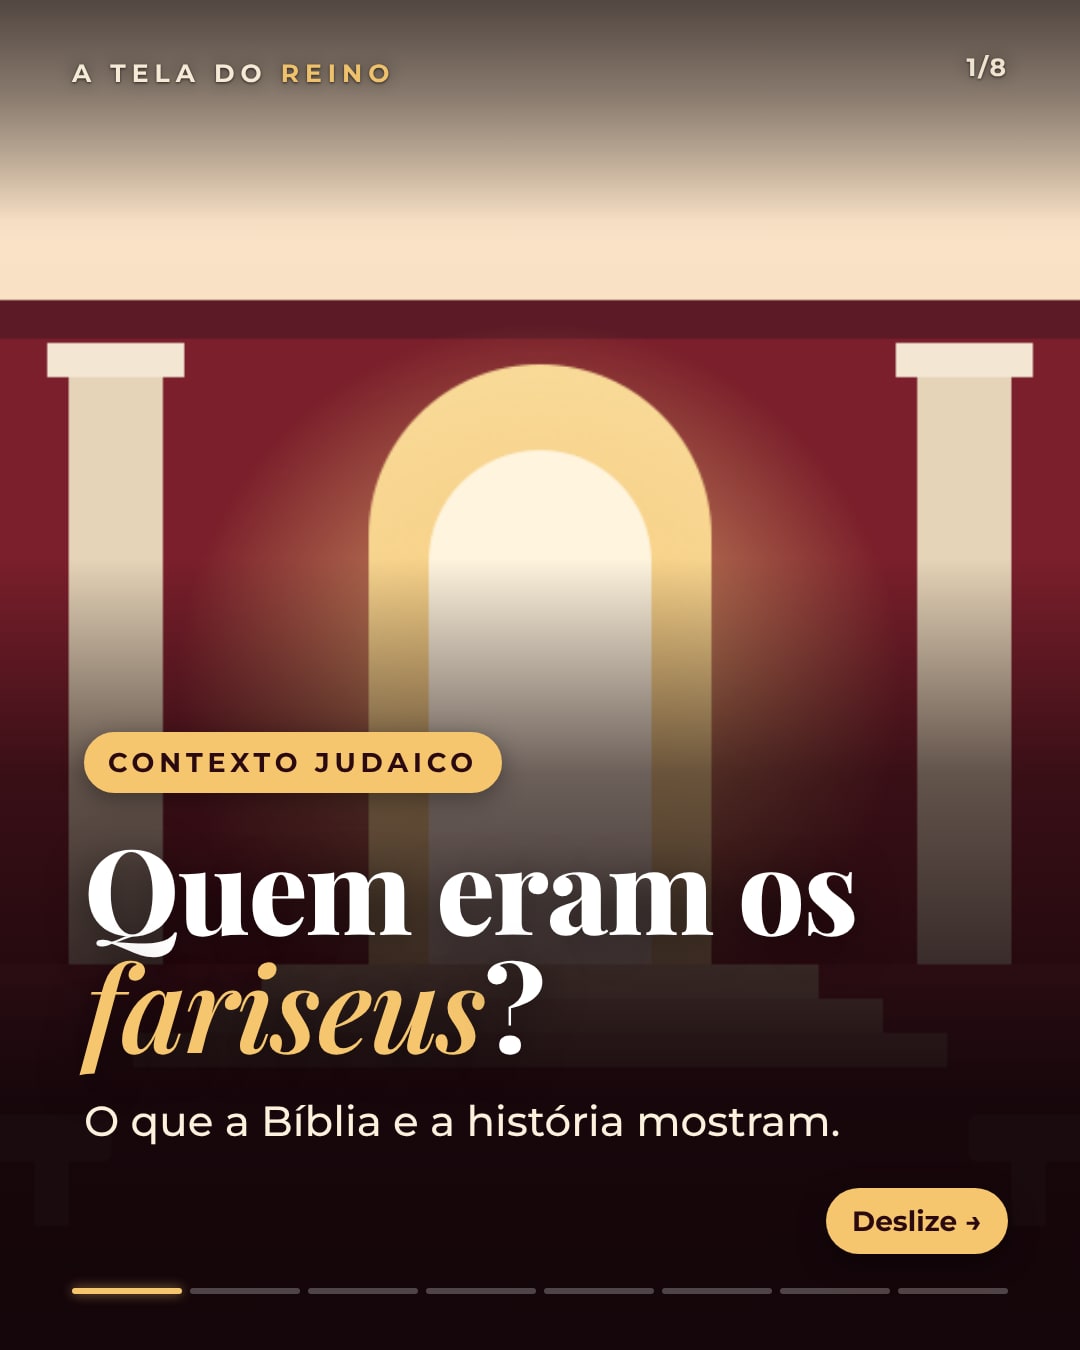 A TELA DO REINO
1/8
CONTEXTO JUDAICO
Quem eram os
fariseus?
O que a Bíblia e a história mostram.
Deslize →